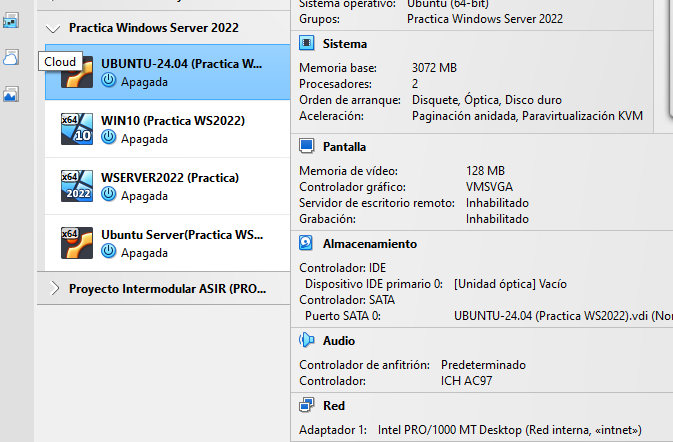 Practica Windows Server 2022
Cloud
UBUNTU-24.04 (Practica W...
Apagada
x64
10
WIN10 (Practica WS2022)
Apagada
x64
2022
WSERVER2022 (Practica)
Apagada
x64
Ubuntu Server(Practica WS...
Apagada
Proyecto Intermodular ASIR (PRO...
Sistema operativo: Ubuntu (64-bit)
Grupos: Practica Windows Server 2022
Sistema
Memoria base: 3072 MB
Procesadores: 2
Orden de arranque: Disquete, Óptica, Disco duro
Aceleración: Paginación anidada, Paravirtualización KVM
Pantalla
Memoria de vídeo: 128 MB
Controlador gráfico: VMSVGA
Servidor de escritorio remoto: Inhabilitado
Grabación: Inhabilitado
Almacenamiento
Controlador: IDE
Dispositivo IDE primario 0: [Unidad óptica] Vacío
Controlador: SATA
Puerto SATA 0: UBUNTU-24.04 (Practica WS2022).vdi (Nor
Audio
Controlador de anfitrión: Predeterminado
Controlador: ICH AC97
Red
Adaptador 1: Intel PRO/1000 MT Desktop (Red interna, «intnet»)